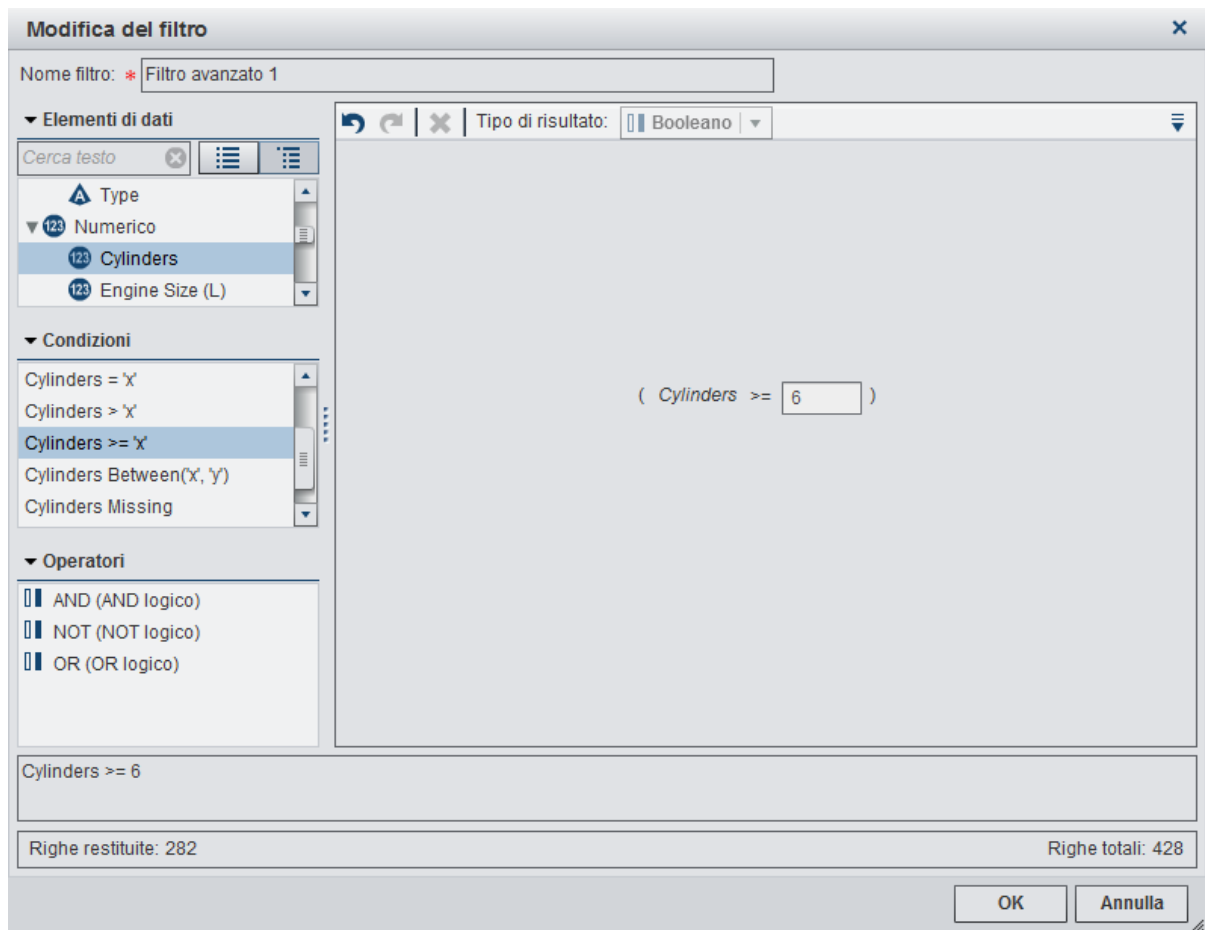 Modifica del filtro
Nome filtro: * Filtro avanzato 1
Elementi di dati
Cerca testo
Type
Numerico
Cylinders
Engine Size (L)
Condizioni
Cylinders = 'x'
Cylinders > 'x'
Cylinders >= 'x'
Cylinders Between('x', 'y')
Cylinders Missing
Operatori
AND (AND logico)
NOT (NOT logico)
OR (OR logico)
Tipo di risultato: Booleano
( Cylinders >= 6 )
Cylinders >= 6
Righe restituite: 282
Righe totali: 428
OK
Annulla